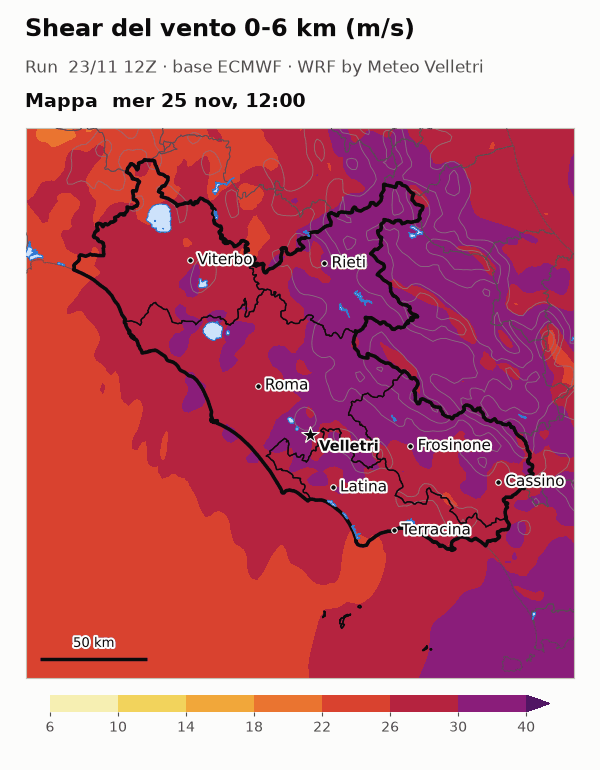 Shear del vento 0-6 km (m/s)
Run  23/11 12Z · base ECMWF · WRF by Meteo Velletri
Mappa  mer 25 nov, 12:00
Viterbo
Rieti
Roma
Velletri
Frosinone
Cassino
Latina
Terracina
50 km
6 10 14 18 22 26 30 40